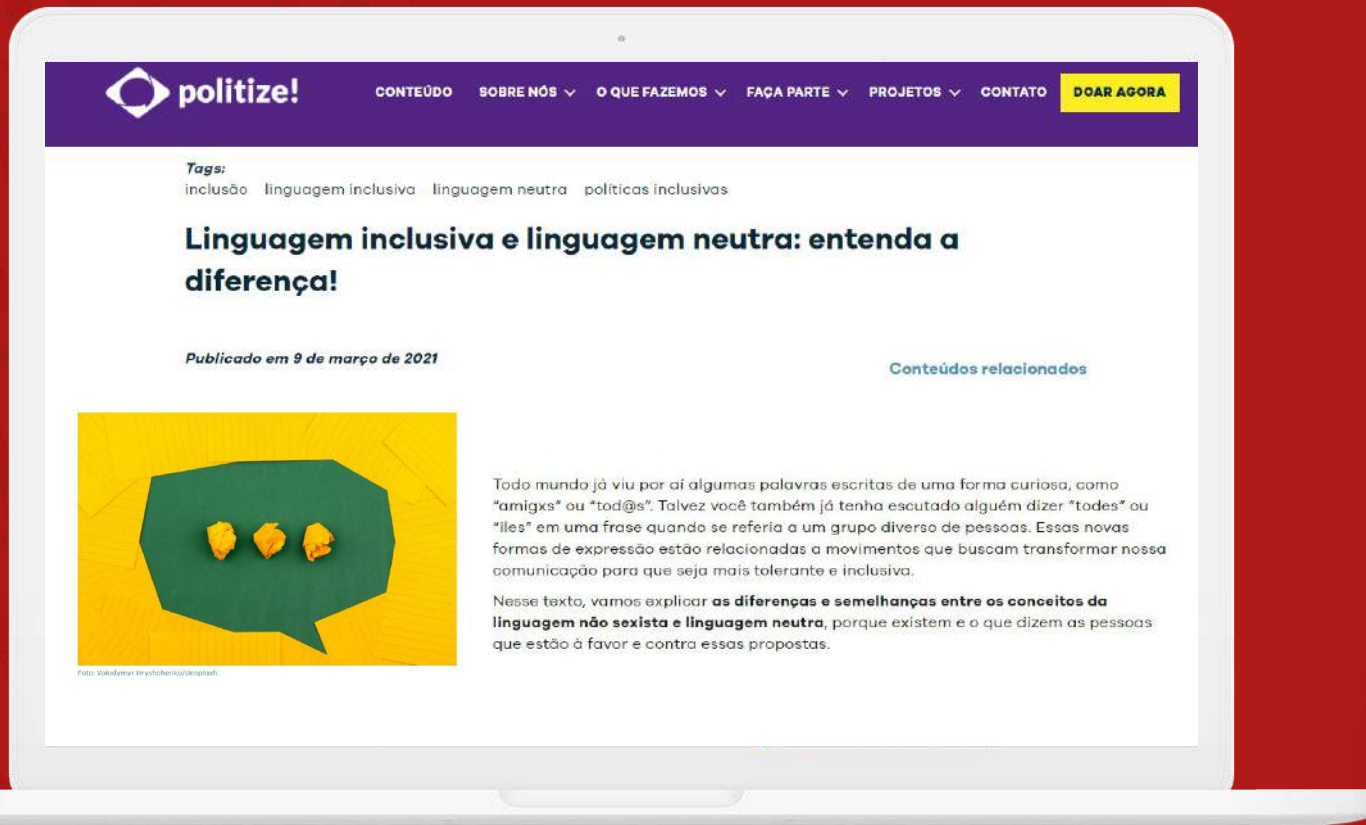 politize!
CONTEÚDO SOBRE NÓS O QUE FAZEMOS FAÇA PARTE PROJETOS CONTATO DOAR AGORA
Tags:
inclusão linguagem inclusiva linguagem neutra políticas inclusivas
Linguagem inclusiva e linguagem neutra: entenda a
diferença!
Publicado em 9 de março de 2021
Conteúdos relacionados
Todo mundo já viu por aí algumas palavras escritas de uma forma curiosa, como
"amigxs" ou "tod@s". Talvez você também já tenha escutado alguém dizer "todes" ou
"iles" em uma frase quando se referia a um grupo diverso de pessoas. Essas novas
formas de expressão estão relacionadas a movimentos que buscam transformar nossa
comunicação para que seja mais tolerante e inclusiva.
Nesse texto, vamos explicar as diferenças e semelhanças entre os conceitos da
linguagem não sexista e linguagem neutra, porque existem e o que dizem as pessoas
que estão à favor e contra essas propostas.
Foto: Volodymyr Hryshchenko/Unsplash